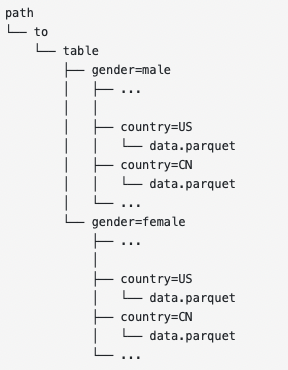 path
└── to
    └── table
        ├── gender=male
        │   ├── ...
        │   │
        │   ├── country=US
        │   │   └── data.parquet
        │   ├── country=CN
        │   │   └── data.parquet
        │   └── ...
        └── gender=female
            ├── ...
            │
            ├── country=US
            │   └── data.parquet
            ├── country=CN
            │   └── data.parquet
            └── ...